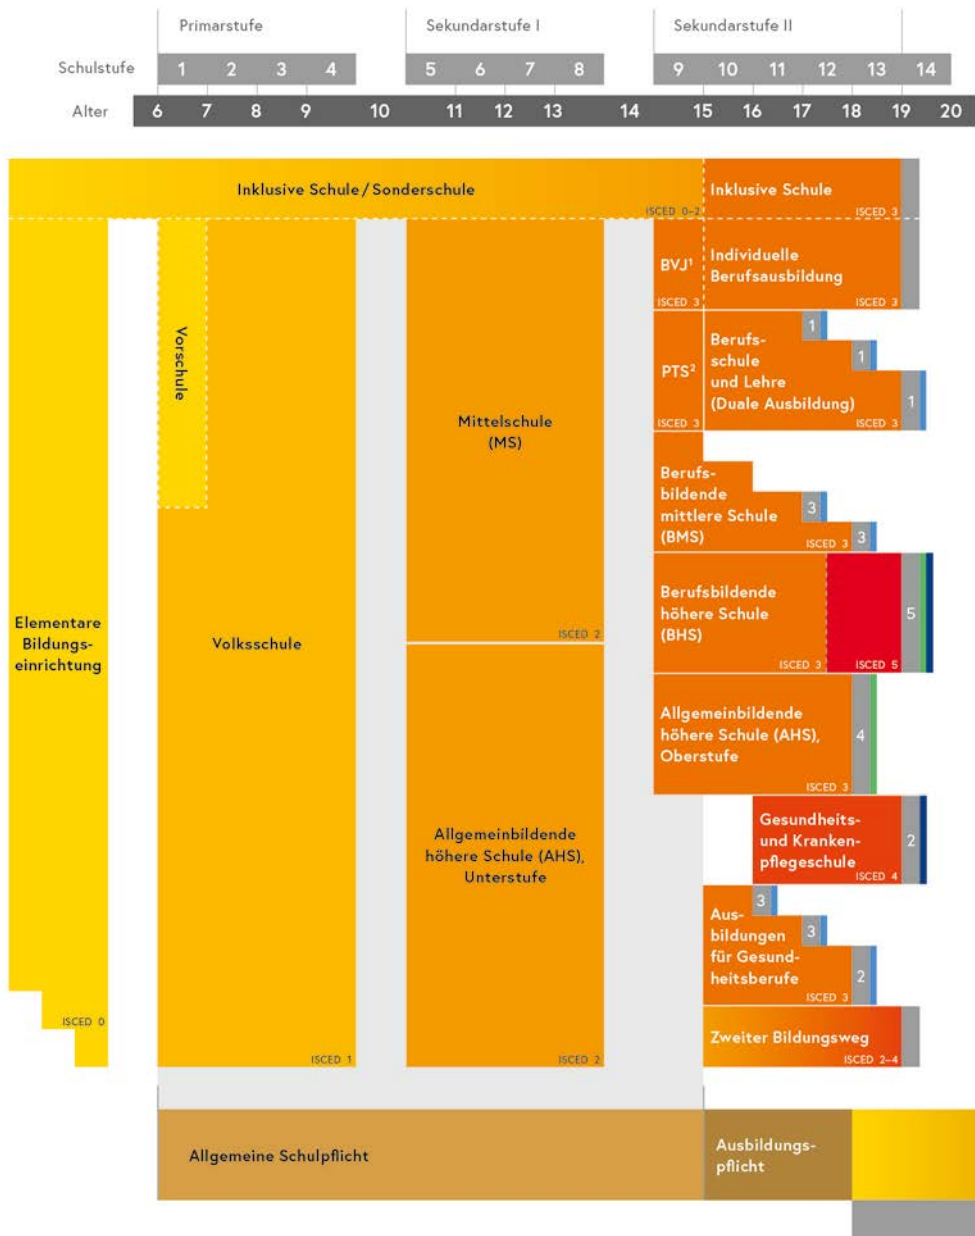 Primarstufe
Sekundarstufe I
Sekundarstufe II
Schulstufe 1 2 3 4 5 6 7 8 9 10 11 12 13 14
Alter 6 7 8 9 10 11 12 13 14 15 16 17 18 19 20
Inklusive Schule / Sonderschule
ISCED 0–2
Inklusive Schule
ISCED 3
BVJ¹
ISCED 3
Individuelle
Berufsausbildung
ISCED 3
Vorschule
PTS²
ISCED 3
Berufs-
schule
und Lehre
(Duale Ausbildung)
ISCED 3
1
1
1
Mittelschule
(MS)
ISCED 2
Berufs-
bildende
mittlere Schule
(BMS)
ISCED 3
3
3
Elementare
Bildungs-
einrichtung
ISCED 0
Volksschule
ISCED 1
Berufsbildende
höhere Schule
(BHS)
ISCED 3
ISCED 5
5
Allgemeinbildende
höhere Schule (AHS),
Oberstufe
ISCED 3
4
Allgemeinbildende
höhere Schule (AHS),
Unterstufe
ISCED 2
Gesundheits-
und Kranken-
pflegeschule
ISCED 4
2
Aus-
bildungen
für Gesund-
heitsberufe
ISCED 3
3
3
2
Zweiter Bildungsweg
ISCED 2–4
Allgemeine Schulpflicht
Ausbildungs-
pflicht